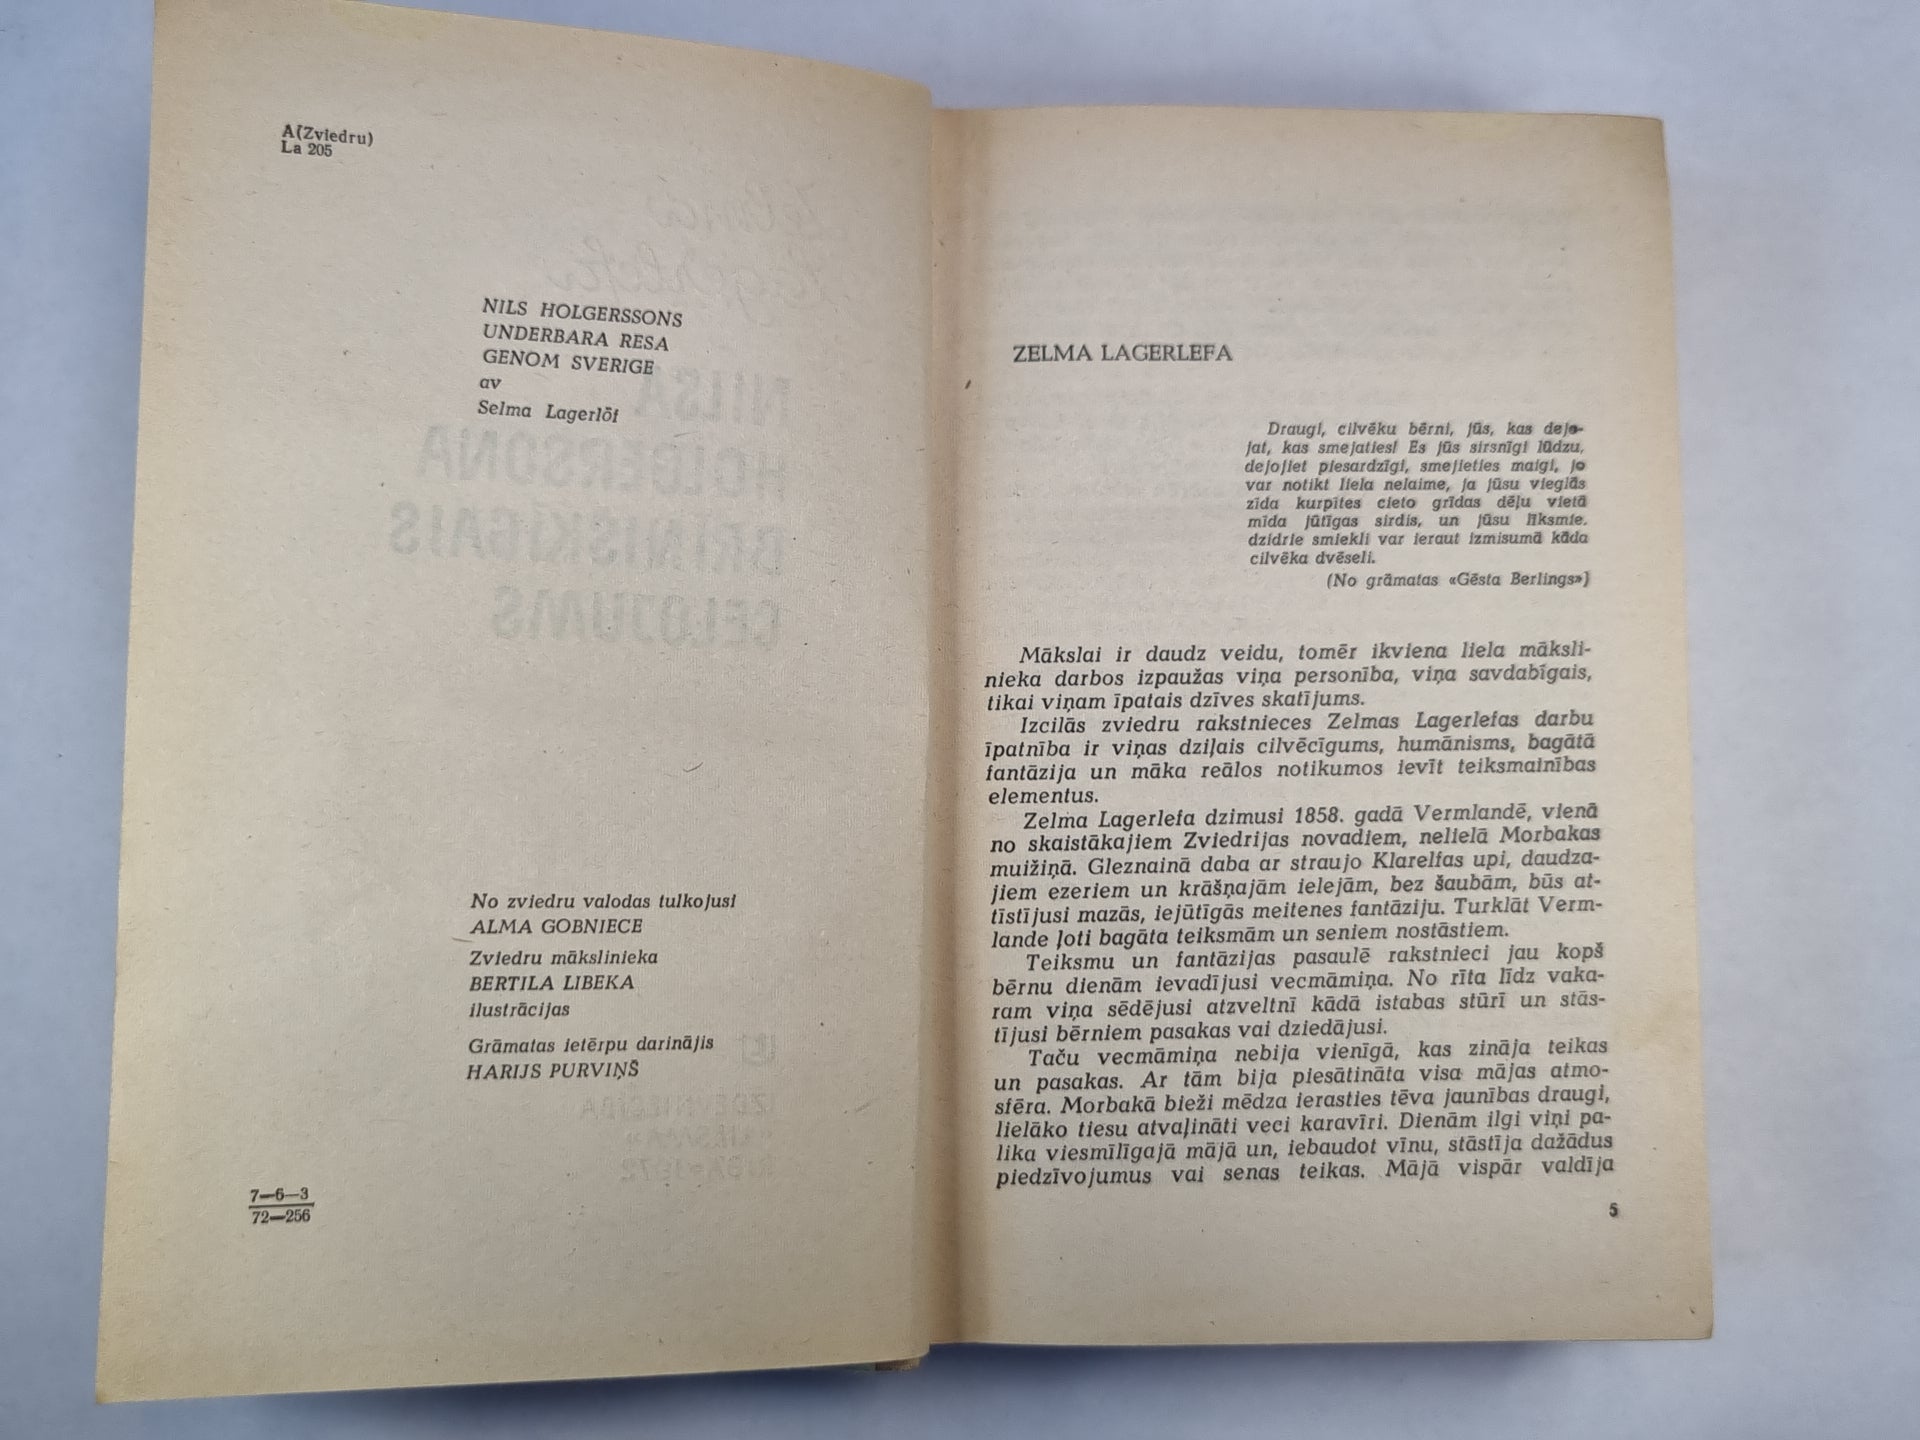 A(Zviedru)
La 205
NILS HOLGERSSONS
UNDERBARA RESA
GENOM SVERIGE
av
Selma Lagerlöf
No zviedru valodas tulkojusi
ALMA GOBNIECE
Zviedru mākslinieka
BERTILA LIBEKA
ilustrācijas
Grāmatas ietērpu darinājis
HARIJS PURVIŅŠ
7—6—3
72—256
ZELMA LAGERLEFA
Draugi, cilvēku bērni, jūs, kas dejo-
jat, kas smejaties! Es jūs sirsnīgi lūdzu,
dejojiet piesardzīgi, smejieties maigi, jo
var notikt liela nelaime, ja jūsu vieglās
zīda kurpītes cieto grīdas dēļu vietā
mīda jūtīgas sirdis, un jūsu līksmie,
dzidrie smiekli var ieraut izmisumā kāda
cilvēka dvēseli.
(No grāmatas «Gēsta Berlings»)
Mākslai ir daudz veidu, tomēr ikviena liela māksli-
nieka darbos izpaužas viņa personība, viņa savdabīgais,
tikai viņam īpatais dzīves skatījums.
Izcilās zviedru rakstnieces Zelmas Lagerlefas darbu
īpatnība ir viņas dziļais cilvēcīgums, humānisms, bagātā
fantāzija un māka reālos notikumos ievīt teiksmainības
elementus.
Zelma Lagerlefa dzimusi 1858. gadā Vermlandē, vienā
no skaistākajiem Zviedrijas novadiem, nelielā Morbakas
muižiņā. Gleznainā daba ar straujo Klarelfas upi, daudza-
jiem ezeriem un krāšņajām ielejām, bez šaubām, būs at-
tīstījusi mazās, iejūtīgās meitenes fantāziju. Turklāt Verm-
lande ļoti bagāta teiksmām un seniem nostāstiem.
Teiksmu un fantāzijas pasaulē rakstnieci jau kopš
bērnu dienām ievadījusi vecmāmiņa. No rīta līdz vaka-
ram viņa sēdējusi atzveltnī kādā istabas stūrī un stās-
tījusi bērniem pasakas vai dziedājusi.
Taču vecmāmiņa nebija vienīgā, kas zināja teikas
un pasakas. Ar tām bija piesātināta visa mājas atmo-
sfēra. Morbakā bieži mēdza ierasties tēva jaunības draugi,
lielāko tiesu atvaļināti veci karavīri. Dienām ilgi viņi pa-
lika viesmīlīgajā mājā un, iebaudot vīnu, stāstīja dažādus
piedzīvojumus vai senas teikas. Mājā vispār valdīja
5